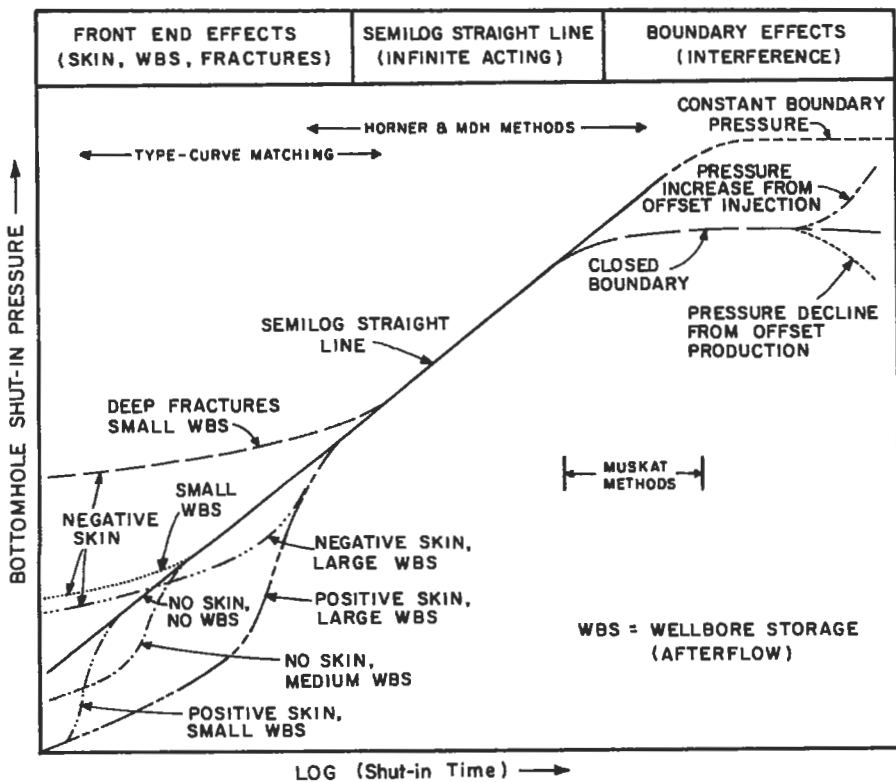 FRONT END EFFECTS
(SKIN, WBS, FRACTURES)
SEMILOG STRAIGHT LINE
(INFINITE ACTING)
BOUNDARY EFFECTS
(INTERFERENCE)
CONSTANT BOUNDARY
PRESSURE
HORNER & MDH METHODS
TYPE-CURVE MATCHING
PRESSURE
INCREASE FROM
OFFSET INJECTION
CLOSED
BOUNDARY
PRESSURE DECLINE
FROM OFFSET
PRODUCTION
SEMILOG STRAIGHT
LINE
DEEP FRACTURES
SMALL WBS
MUSKAT
METHODS
SMALL
WBS
NEGATIVE
SKIN
NEGATIVE SKIN,
LARGE WBS
NO SKIN,
NO WBS
POSITIVE SKIN,
LARGE WBS
WBS = WELLBORE STORAGE
(AFTERFLOW)
NO SKIN,
MEDIUM WBS
POSITIVE SKIN,
SMALL WBS
BOTTOMHOLE SHUT-IN PRESSURE
LOG (Shut-in Time)